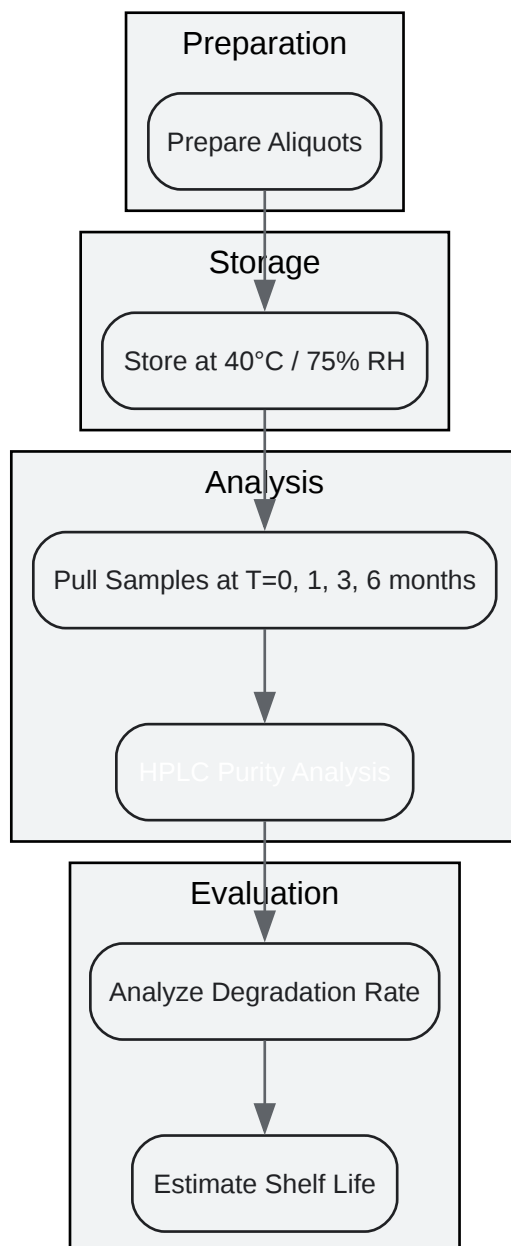 Preparation
Prepare Aliquots
Storage
Store at 40°C / 75% RH
Analysis
Pull Samples at T=0, 1, 3, 6 months
HPLC Purity Analysis
Evaluation
Analyze Degradation Rate
Estimate Shelf Life